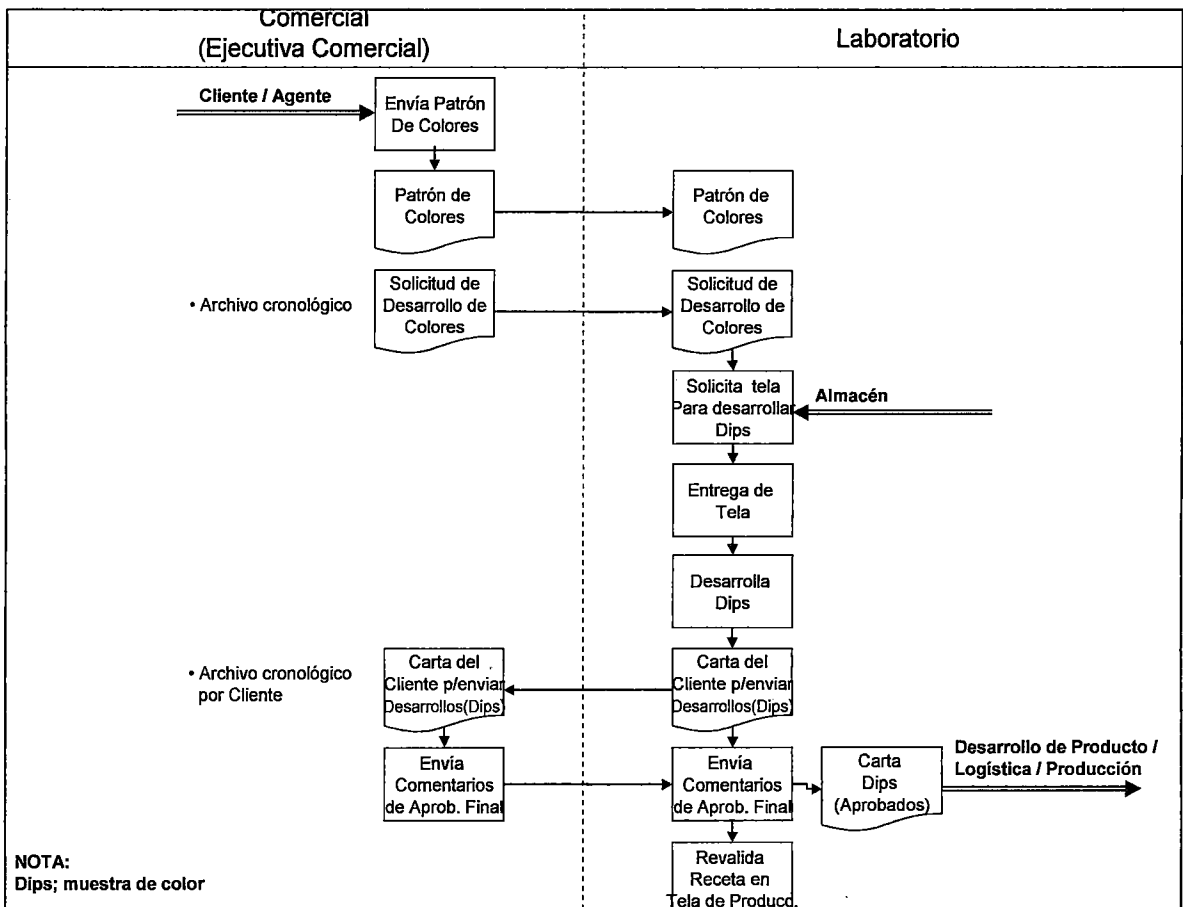 Comercial
(Ejecutiva Comercial)
Laboratorio
Cliente / Agente
Envía Patrón
De Colores
Patrón de
Colores
Patrón de
Colores
• Archivo cronológico
Solicitud de
Desarrollo de
Colores
Solicitud de
Desarrollo de
Colores
Solicita tela
Para desarrollar
Dips
Almacén
Entrega de
Tela
Desarrolla
Dips
• Archivo cronológico
por Cliente
Carta del
Cliente p/enviar
Desarrollos(Dips)
Carta del
Cliente p/enviar
Desarrollos(Dips)
Envía
Comentarios
de Aprob. Final
Envía
Comentarios
de Aprob. Final
Carta
Dips
(Aprobados)
Desarrollo de Producto /
Logística / Producción
Revalida
Receta en
Tela de Producd.
NOTA:
Dips; muestra de color